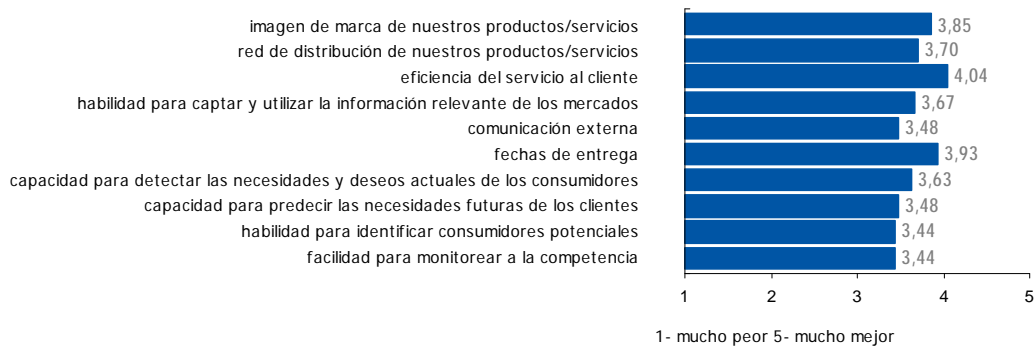 imagen de marca de nuestros productos/servicios 3,85
red de distribución de nuestros productos/servicios 3,70
eficiencia del servicio al cliente 4,04
habilidad para captar y utilizar la información relevante de los mercados 3,67
comunicación externa 3,48
fechas de entrega 3,93
capacidad para detectar las necesidades y deseos actuales de los consumidores 3,63
capacidad para predecir las necesidades futuras de los clientes 3,48
habilidad para identificar consumidores potenciales 3,44
facilidad para monitorear a la competencia 3,44
1 2 3 4 5
1- mucho peor 5- mucho mejor